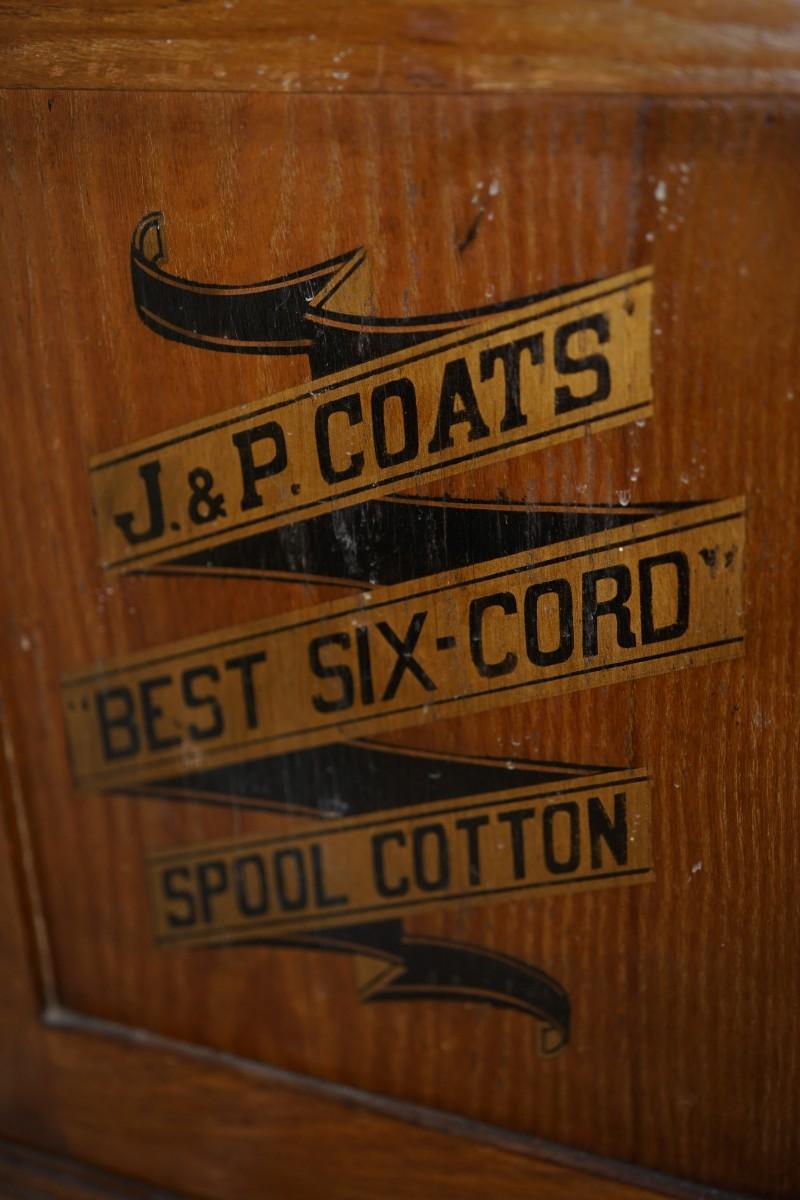 J. & P. COATS'
"BEST SIX-CORD"
SPOOL COTTON